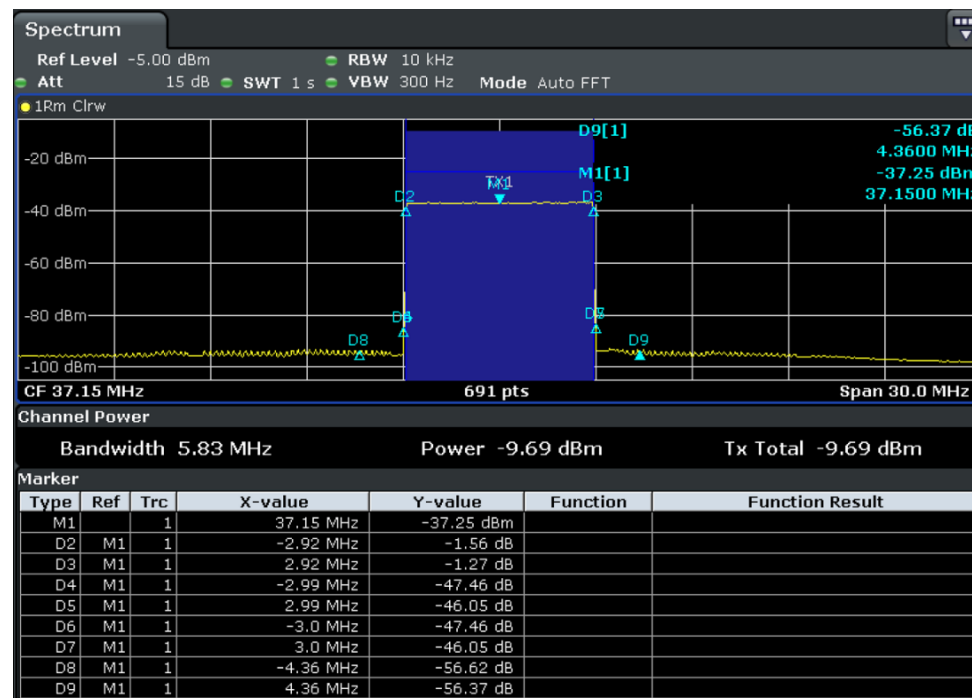 Spectrum
Ref Level -5.00 dBm RBW 10 kHz
Att 15 dB SWT 1 s VBW 300 Hz Mode Auto FFT
1Rm Clrw
D9[1] -56.37 dB
4.3600 MH
-20 dBm
M1[1] -37.25 dBm
37.1500 MH
TX1
M1
D2 D3
-40 dBm
-60 dBm
-80 dBm
D8 D9
-100 dBm
CF 37.15 MHz 691 pts Span 30.0 MHz
Channel Power
Bandwidth 5.83 MHz Power -9.69 dBm Tx Total -9.69 dBm
Marker
Type Ref Trc X-value Y-value Function Function Result
M1 1 37.15 MHz -37.25 dBm
D2 M1 1 -2.92 MHz -1.56 dB
D3 M1 1 2.92 MHz -1.27 dB
D4 M1 1 -2.99 MHz -47.46 dB
D5 M1 1 2.99 MHz -46.05 dB
D6 M1 1 -3.0 MHz -47.46 dB
D7 M1 1 3.0 MHz -46.05 dB
D8 M1 1 -4.36 MHz -56.62 dB
D9 M1 1 4.36 MHz -56.37 dB